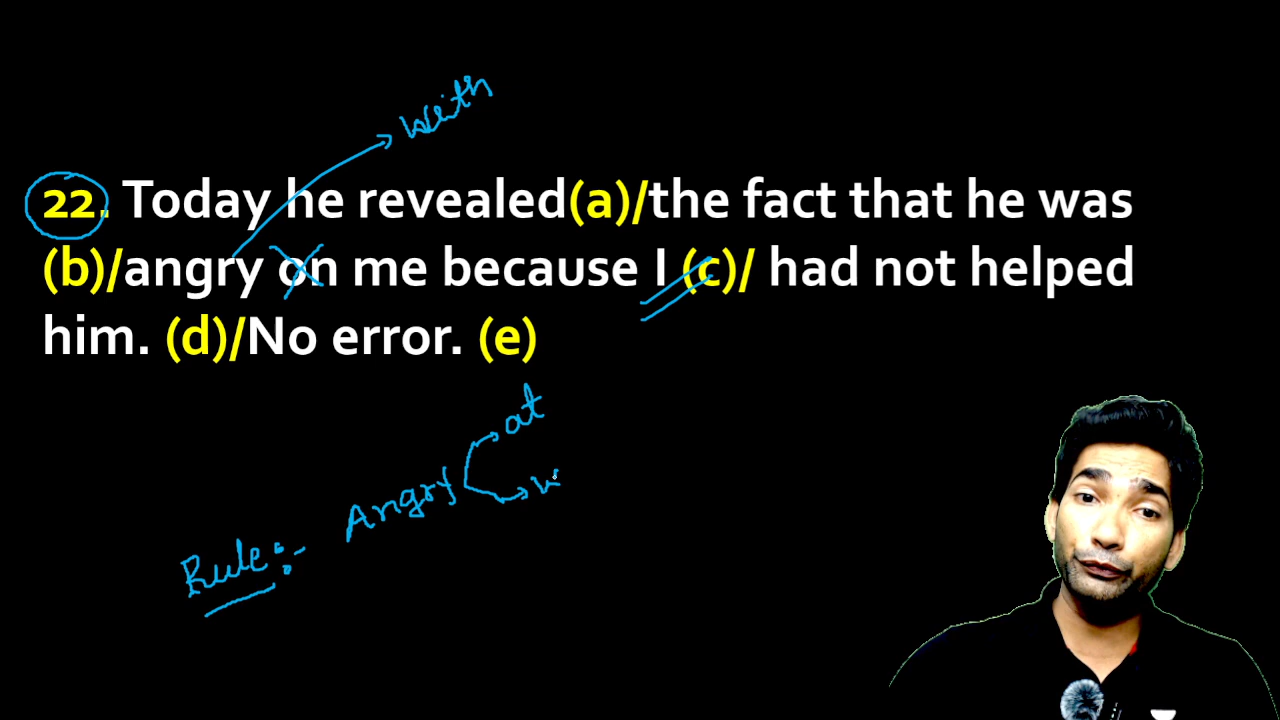 with
22. Today he revealed(a)/the fact that he was
(b)/angry on me because I (c)/ had not helped
him. (d)/No error. (e)
at
Angry
w
Rule:-